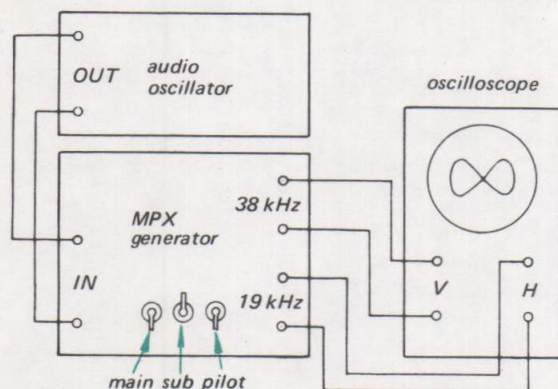 OUT
audio
oscillator
oscilloscope
MPX
generator
38 kHz
IN
19 kHz
V
H
main sub pilot